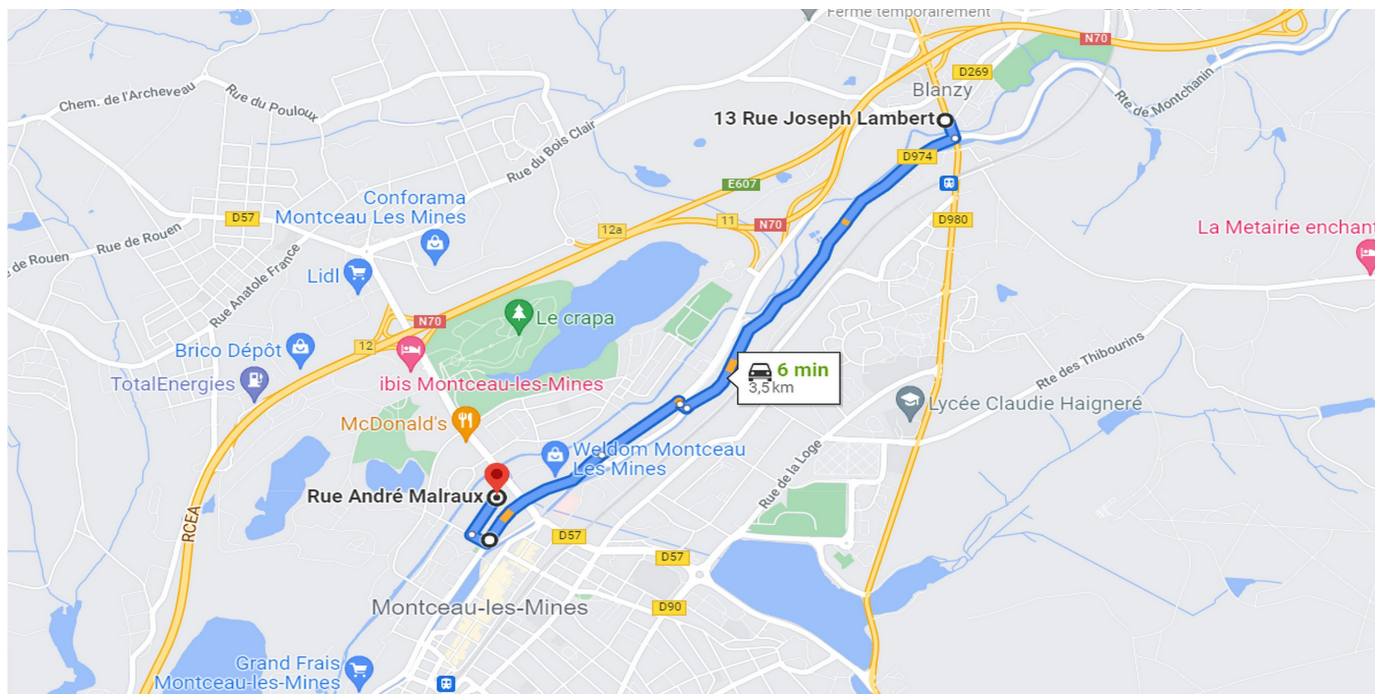 Ferme temporairement
N70
D269
Blanzy
Rte de Montchanin
Chem. de l'Archeveau
Rue du Pouloux
13 Rue Joseph Lambert
Rue du Bois Clair
D974
E607
Conforama
Montceau Les Mines
D57
12a
11
N70
D980
Rue de Rouen
e de Rouen
La Metairie enchant
Lidl
Rue Anatole France
Le crapa
N70
12
Brico Dépôt
TotalEnergies
ibis Montceau-les-Mines
6 min
3,5 km
Rte des Thibourins
Lycée Claudie Haigneré
McDonald's
Weldom Montceau
Les Mines
Rue de la Loge
Rue André Malraux
RCEA
D57
D57
Montceau-les-Mines
D90
Grand Frais
Montceau-les-Mines